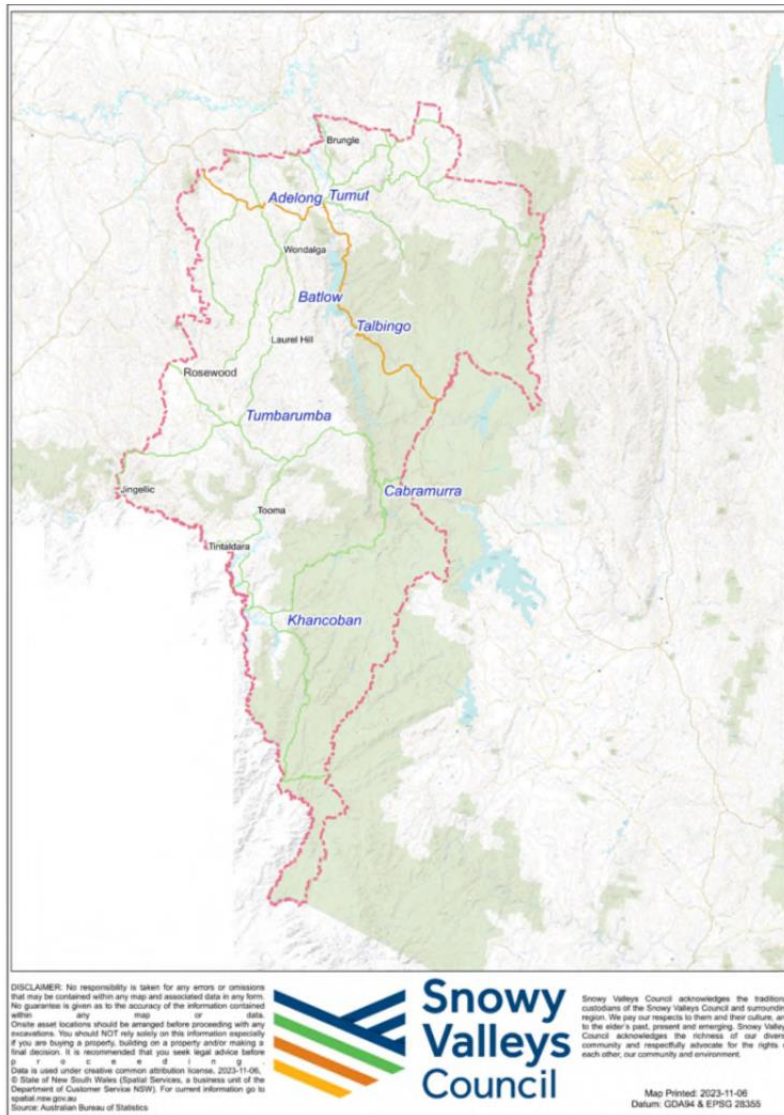 Brungle
Adelong
Tumut
Wondalga
Batlow
Talbingo
Laurel Hill
Rosewood
Tumbarumba
Jingellic
Cabramurra
Tooma
Tintaldara
Khancoban
DISCLAIMER: No responsibility is taken for any errors or omissions
that may be contained within any map and associated data in any form.
No guarantee is given as to the accuracy of the information contained
within any map or data.
Onsite asset locations should be arranged before proceeding with any
excavations. You should NOT rely solely on this information especially
if you are buying a property, building on a property and/or making a
final decision. It is recommended that you seek legal advice before
p r o c e e d i n g .
Data is used under creative common attribution license, 2023-11-06,
© State of New South Wales (Spatial Services, a business unit of the
Department of Customer Service NSW). For current information go to
spatial.nsw.gov.au
Source: Australian Bureau of Statistics
Snowy
Valleys
Council
Snowy Valleys Council acknowledges the tradition
custodians of the Snowy Valleys Council and surroundin
region. We pay our respects to them and their culture, an
to the elder's past, present and emerging. Snowy Valley
Council acknowledges the richness of our divers
community and respectfully advocate for the rights o
each other, our community and environment.
Map Printed: 2023-11-06
Datum: GDA94 & EPSG 28355